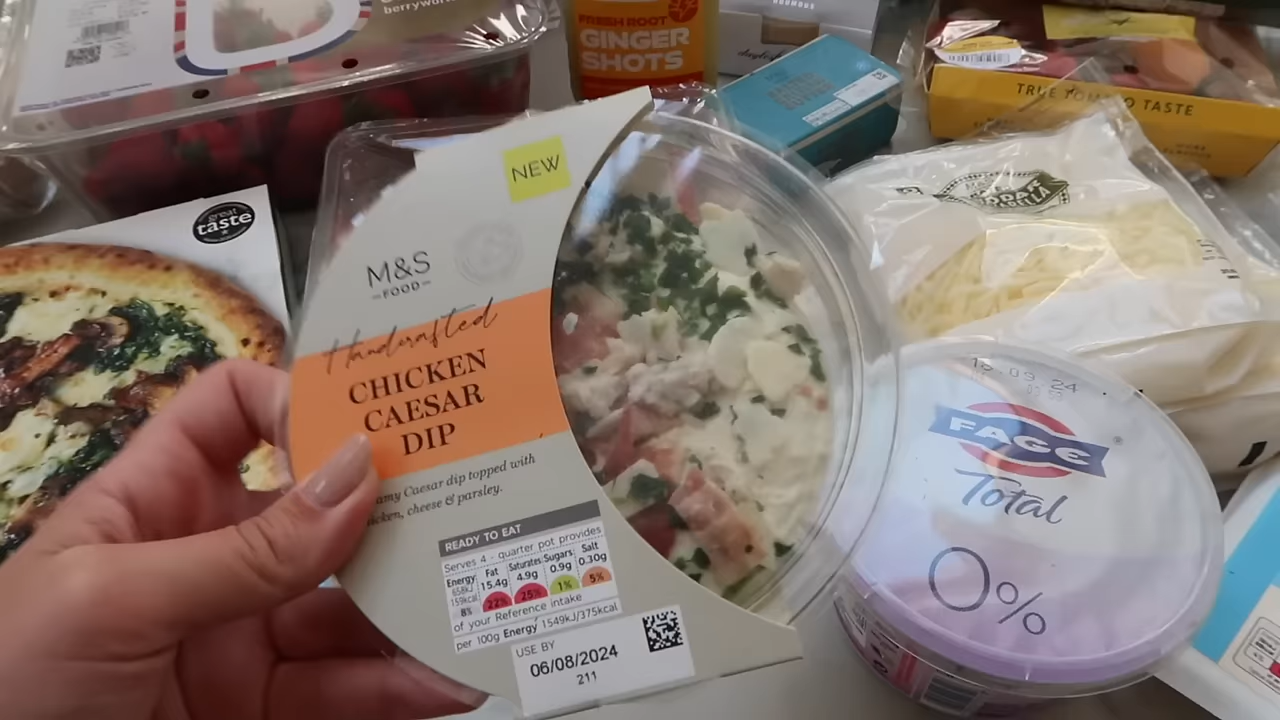 FRESH ROOT
GINGER
SHOTS
TRUE TOMATO TASTE
great
taste
NEW
M&S
FOOD
Handcrafted
CHICKEN
CAESAR
DIP
amy Caesar dip topped with
icken, cheese & parsley.
READY TO EAT
Serves 4 - quarter pot provides
Energy Fat Saturates Sugars Salt
658kJ 15.4g 4.9g 0.9g 0.30g
159kcal
8% 22% 25% 1% 5%
of your Reference intake
per 100g Energy 1549kJ/375kcal
USE BY
06/08/2024
211
09 24
FAGE
Total
0%